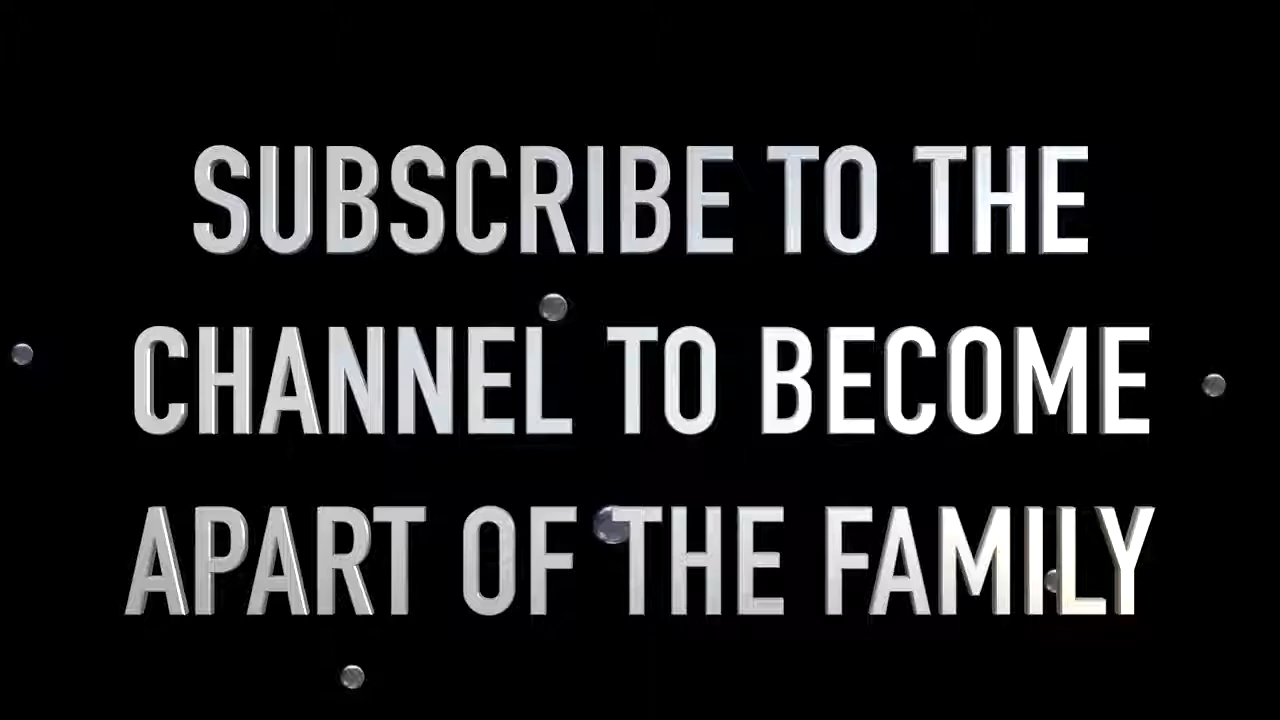 SUBSCRIBE TO THE
CHANNEL TO BECOME
APART OF THE FAMILY